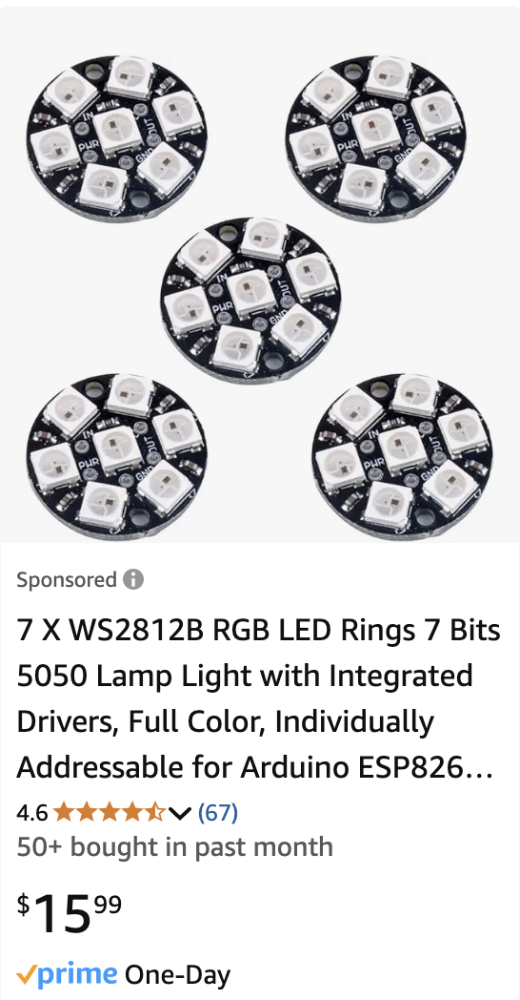 IN
OUT
PWR
GND
IN
OUT
PWR
GND
IN
OUT
PWR
GND
IN
OUT
PWR
GND
IN
OUT
PWR
GND
Sponsored
7 X WS2812B RGB LED Rings 7 Bits
5050 Lamp Light with Integrated
Drivers, Full Color, Individually
Addressable for Arduino ESP826…
4.6 (67)
50+ bought in past month
$15 99
prime One-Day